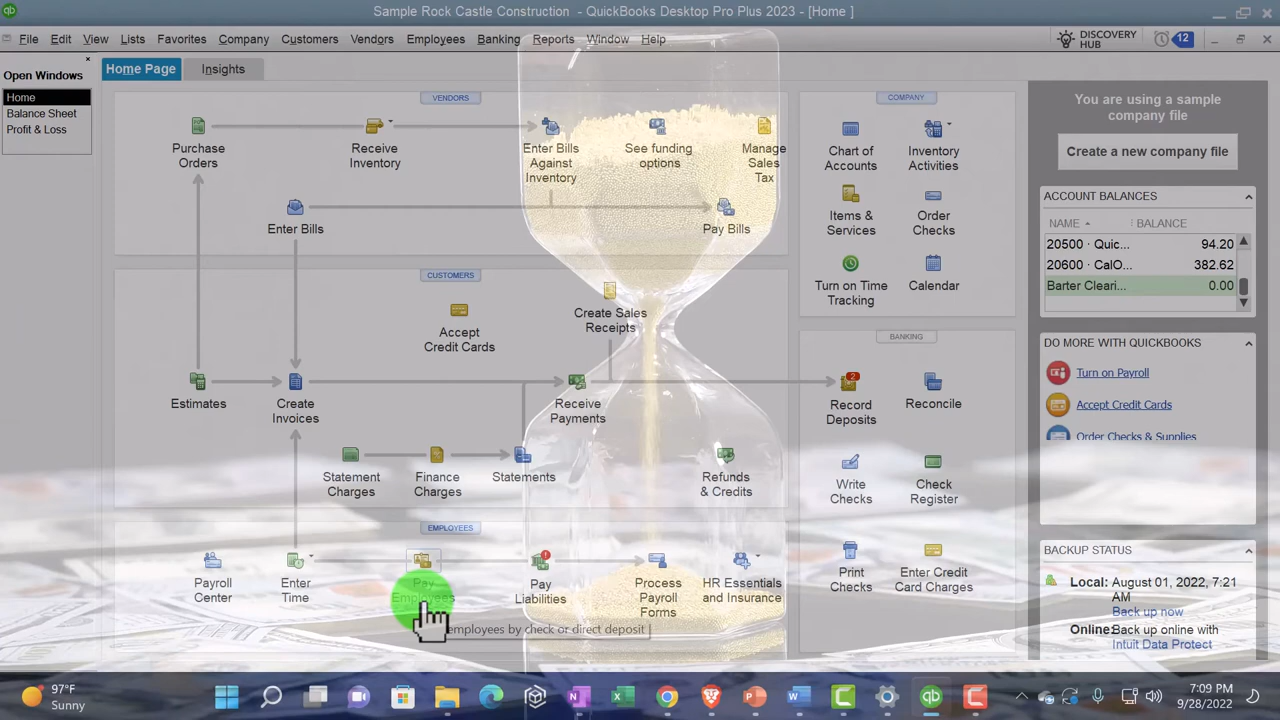 Sample Rock Castle Construction - QuickBooks Desktop Pro Plus 2023 - [Home ]
File Edit View Lists Favorites Company Customers Vendors Employees Banking Reports Window Help
DISCOVERY
HUB
12
Open Windows
Home
Balance Sheet
Profit & Loss
Home Page
Insights
VENDORS
Purchase
Orders
Receive
Inventory
Enter Bills
Against
Inventory
See funding
options
Manage
Sales
Tax
Enter Bills
Pay Bills
CUSTOMERS
Create Sales
Receipts
Accept
Credit Cards
Estimates
Create
Invoices
Receive
Payments
Statement
Charges
Finance
Charges
Statements
Refunds
& Credits
EMPLOYEES
Payroll
Center
Enter
Time
Pay
Employees
Pay
Liabilities
Process
Payroll
Forms
HR Essentials
and Insurance
employees by check or direct deposit
COMPANY
Chart of
Accounts
Inventory
Activities
Items &
Services
Order
Checks
Turn on Time
Tracking
Calendar
BANKING
2
Record
Deposits
Reconcile
Write
Checks
Check
Register
Print
Checks
Enter Credit
Card Charges
You are using a sample
company file
Create a new company file
ACCOUNT BALANCES
NAME BALANCE
20500 · Quic... 94.20
20600 · CalO... 382.62
Barter Cleari... 0.00
DO MORE WITH QUICKBOOKS
Turn on Payroll
Accept Credit Cards
Order Checks & Supplies
BACKUP STATUS
Local: August 01, 2022, 7:21
AM
Back up now
Online: Back up online with
Intuit Data Protect
97°F
Sunny
7:09 PM
9/28/2022